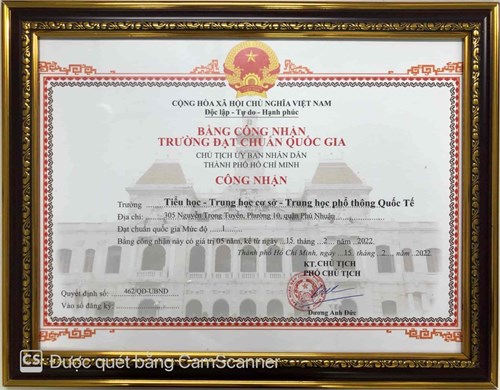 CỘNG HÒA XÃ HỘI CHỦ NGHĨA VIỆT NAM
Độc lập - Tự do - Hạnh phúc
BẰNG CÔNG NHẬN
TRƯỜNG ĐẠT CHUẨN QUỐC GIA
CHỦ TỊCH ỦY BAN NHÂN DÂN
THÀNH PHỐ HỒ CHÍ MINH
CÔNG NHẬN
Trường Tiểu học - Trung học cơ sở - Trung học phổ thông Quốc Tế
Địa chỉ: 305 Nguyễn Trọng Tuyển, Phường 10, quận Phú Nhuận
Đạt chuẩn quốc gia Mức độ 1
Bằng công nhận này có giá trị 05 năm, kể từ ngày 15 tháng 2 năm 2022
Thành phố Hồ Chí Minh, ngày 15 tháng 2 năm 2022
KT. CHỦ TỊCH
PHÓ CHỦ TỊCH
Quyết định số: 462/QĐ-UBND
Vào sổ đăng ký:
Dương Anh Đức
CS Được quét bằng CamScanner